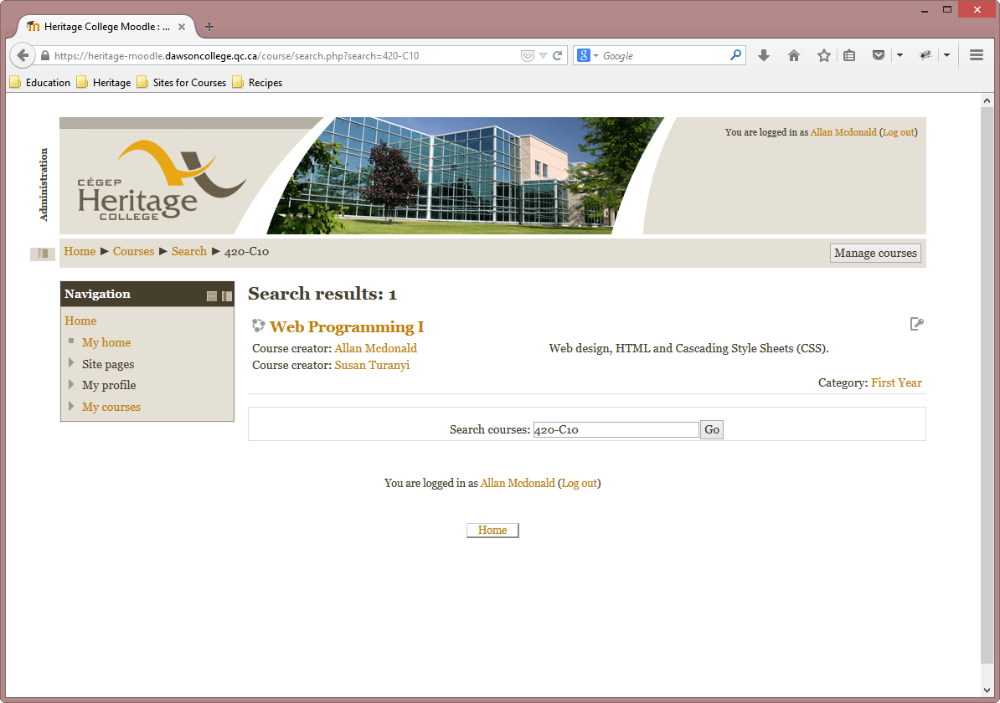 Heritage College Moodle : ...
https://heritage-moodle.dawsoncollege.qc.ca/course/search.php?search=420-C10
Google
Education Heritage Sites for Courses Recipes
Administration
CÉGEP
Heritage
COLLEGE
You are logged in as Allan Mcdonald (Log out)
Home ► Courses ► Search ► 420-C10
Manage courses
Navigation
Home
My home
Site pages
My profile
My courses
Search results: 1
Web Programming I
Course creator: Allan Mcdonald
Course creator: Susan Turanyi
Web design, HTML and Cascading Style Sheets (CSS).
Category: First Year
Search courses: 420-C10 Go
You are logged in as Allan Mcdonald (Log out)
Home